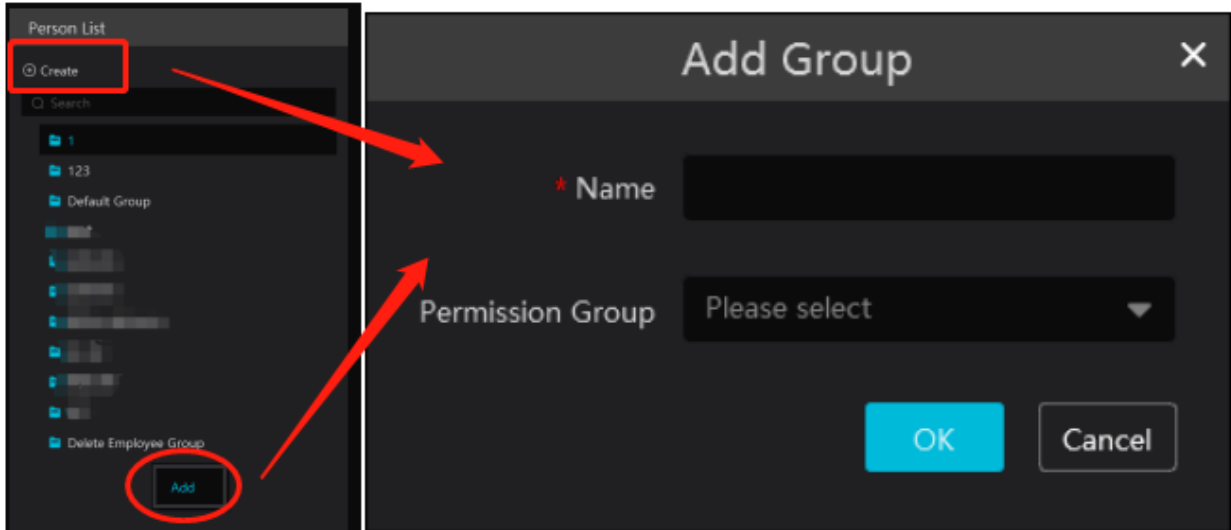 Person List
Create
Search
1
123
Default Group
Delete Employee Group
Add
Add Group
* Name
Permission Group
Please select
OK
Cancel